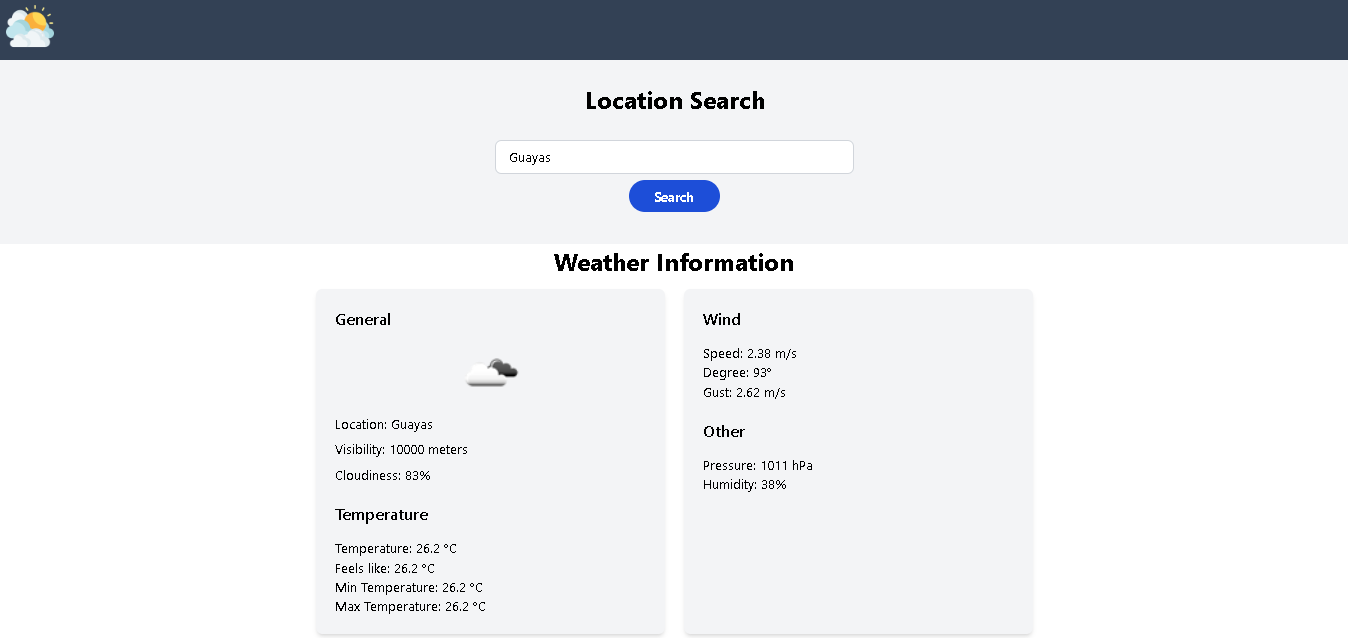 Location Search
Guayas
Search
Weather Information
General
Location: Guayas
Visibility: 10000 meters
Cloudiness: 83%
Temperature
Temperature: 26.2 °C
Feels like: 26.2 °C
Min Temperature: 26.2 °C
Max Temperature: 26.2 °C
Wind
Speed: 2.38 m/s
Degree: 93°
Gust: 2.62 m/s
Other
Pressure: 1011 hPa
Humidity: 38%